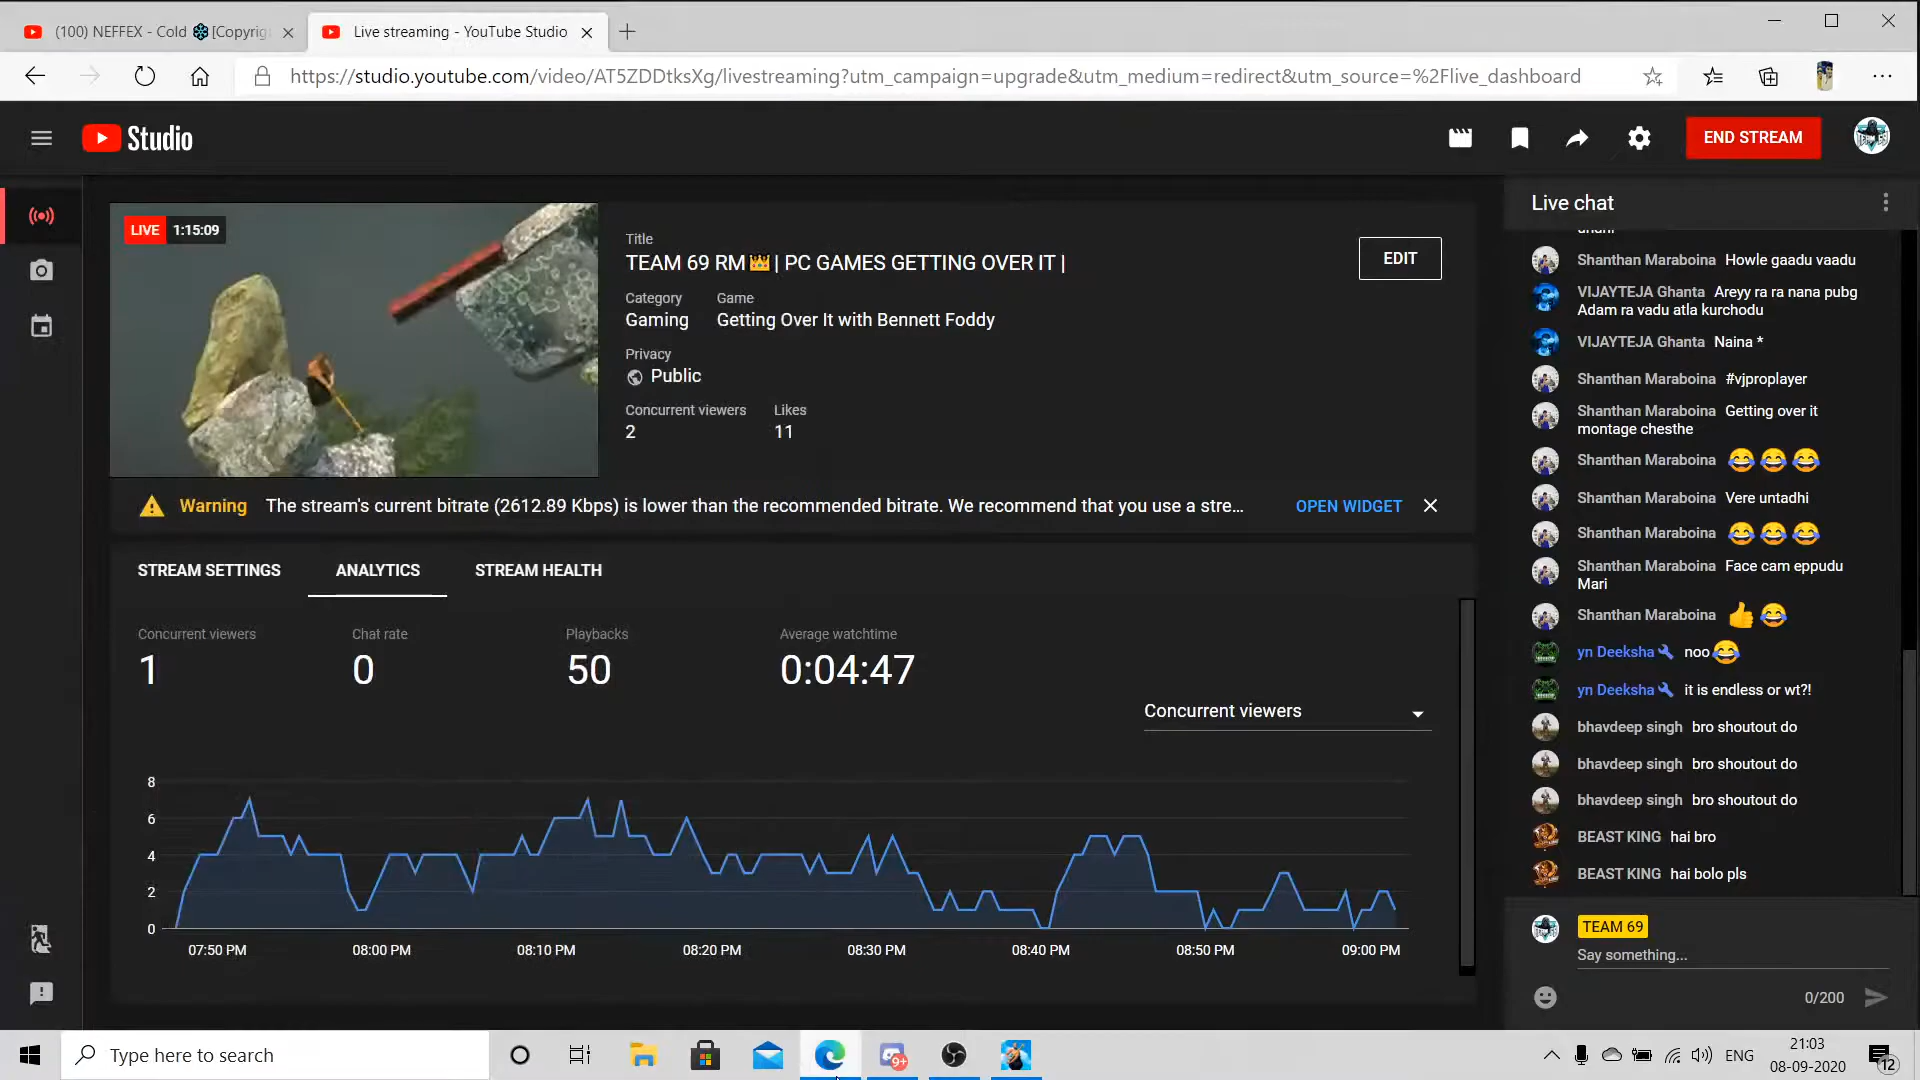 (100) NEFFEX - Cold [Copyrig
Live streaming - YouTube Studio
https://studio.youtube.com/video/AT5ZDDtksXg/livestreaming?utm_campaign=upgrade&utm_medium=redirect&utm_source=%2Flive_dashboard
Studio
END STREAM
LIVE 1:15:09
Title
TEAM 69 RM👑| PC GAMES GETTING OVER IT |
EDIT
Category Game
Gaming Getting Over It with Bennett Foddy
Privacy
Public
Concurrent viewers Likes
2 11
Warning The stream's current bitrate (2612.89 Kbps) is lower than the recommended bitrate. We recommend that you use a stre...
OPEN WIDGET
STREAM SETTINGS ANALYTICS STREAM HEALTH
Concurrent viewers Chat rate Playbacks Average watchtime
1 0 50 0:04:47
Concurrent viewers
8
6
4
2
0
07:50 PM 08:00 PM 08:10 PM 08:20 PM 08:30 PM 08:40 PM 08:50 PM 09:00 PM
Live chat
Shanthan Maraboina Howle gaadu vaadu
VIJAYTEJA Ghanta Areyy ra ra nana pubg
Adam ra vadu atla kurchodu
VIJAYTEJA Ghanta Naina *
Shanthan Maraboina #vjproplayer
Shanthan Maraboina Getting over it
montage chesthe
Shanthan Maraboina 😂😂😂
Shanthan Maraboina Vere untadhi
Shanthan Maraboina 😂😂😂
Shanthan Maraboina Face cam eppudu
Mari
Shanthan Maraboina 👍😂
yn Deeksha noo😂
yn Deeksha it is endless or wt?!
bhavdeep singh bro shoutout do
bhavdeep singh bro shoutout do
bhavdeep singh bro shoutout do
BEAST KING hai bro
BEAST KING hai bolo pls
TEAM 69
Say something...
0/200
Type here to search
9+
ENG
21:03
08-09-2020
12